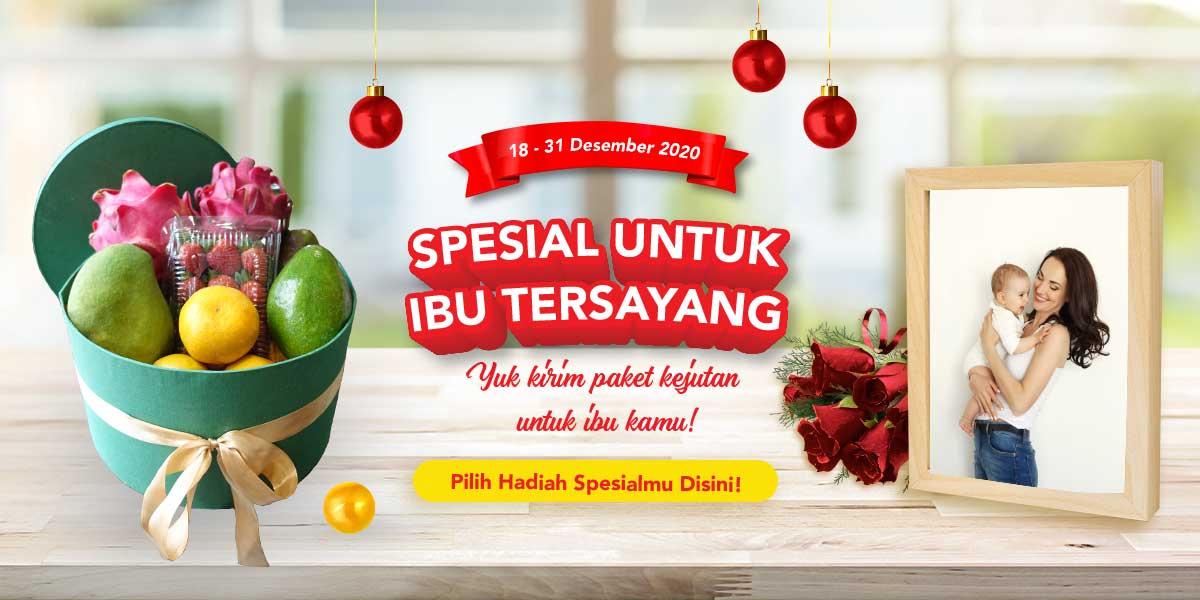 18 - 31 Desember 2020
SPESIAL UNTUK
IBU TERSAYANG
Yuk kirim paket kejutan
untuk ibu kamu!
Pilih Hadiah Spesialmu Disini!